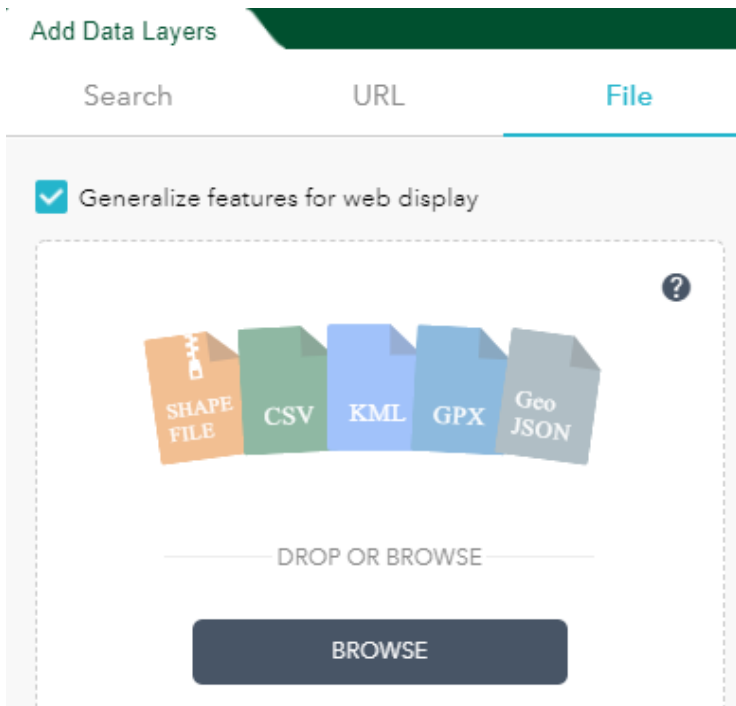 Add Data Layers
Search URL File
Generalize features for web display
?
SHAPE FILE CSV KML GPX Geo JSON
DROP OR BROWSE
BROWSE